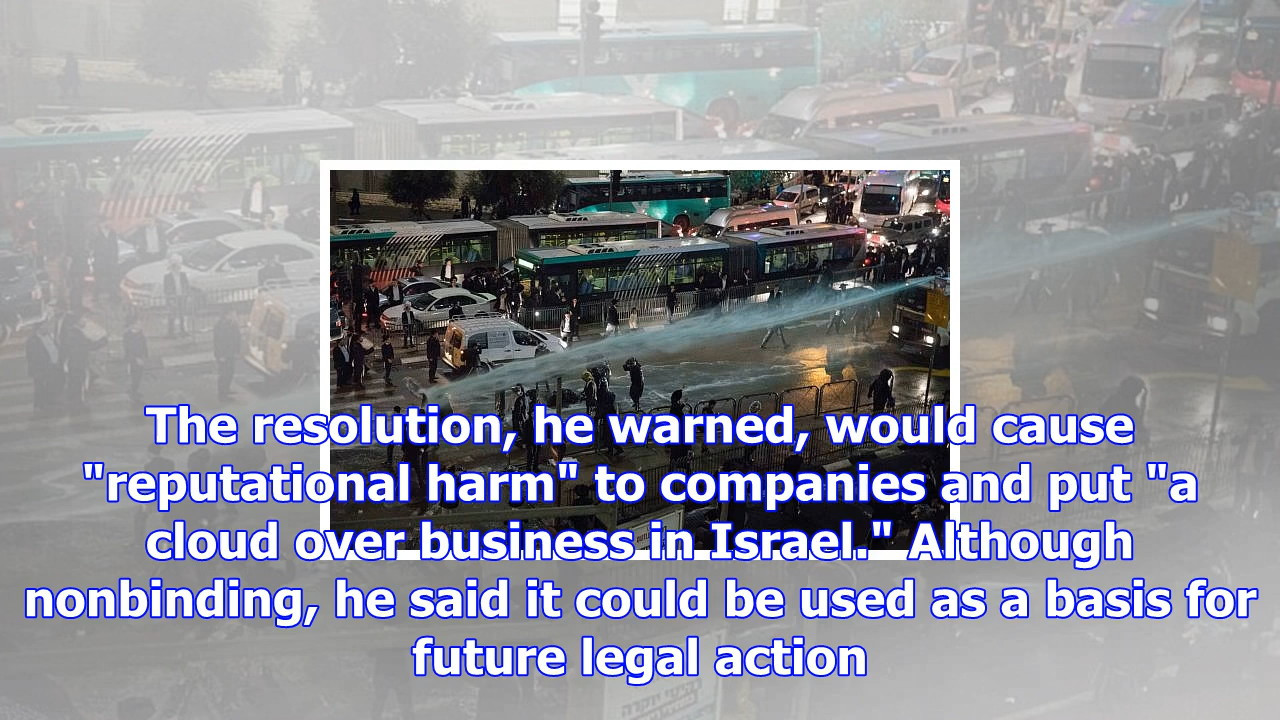 The resolution, he warned, would cause
"reputational harm" to companies and put "a
cloud over business in Israel." Although
nonbinding, he said it could be used as a basis for
future legal action